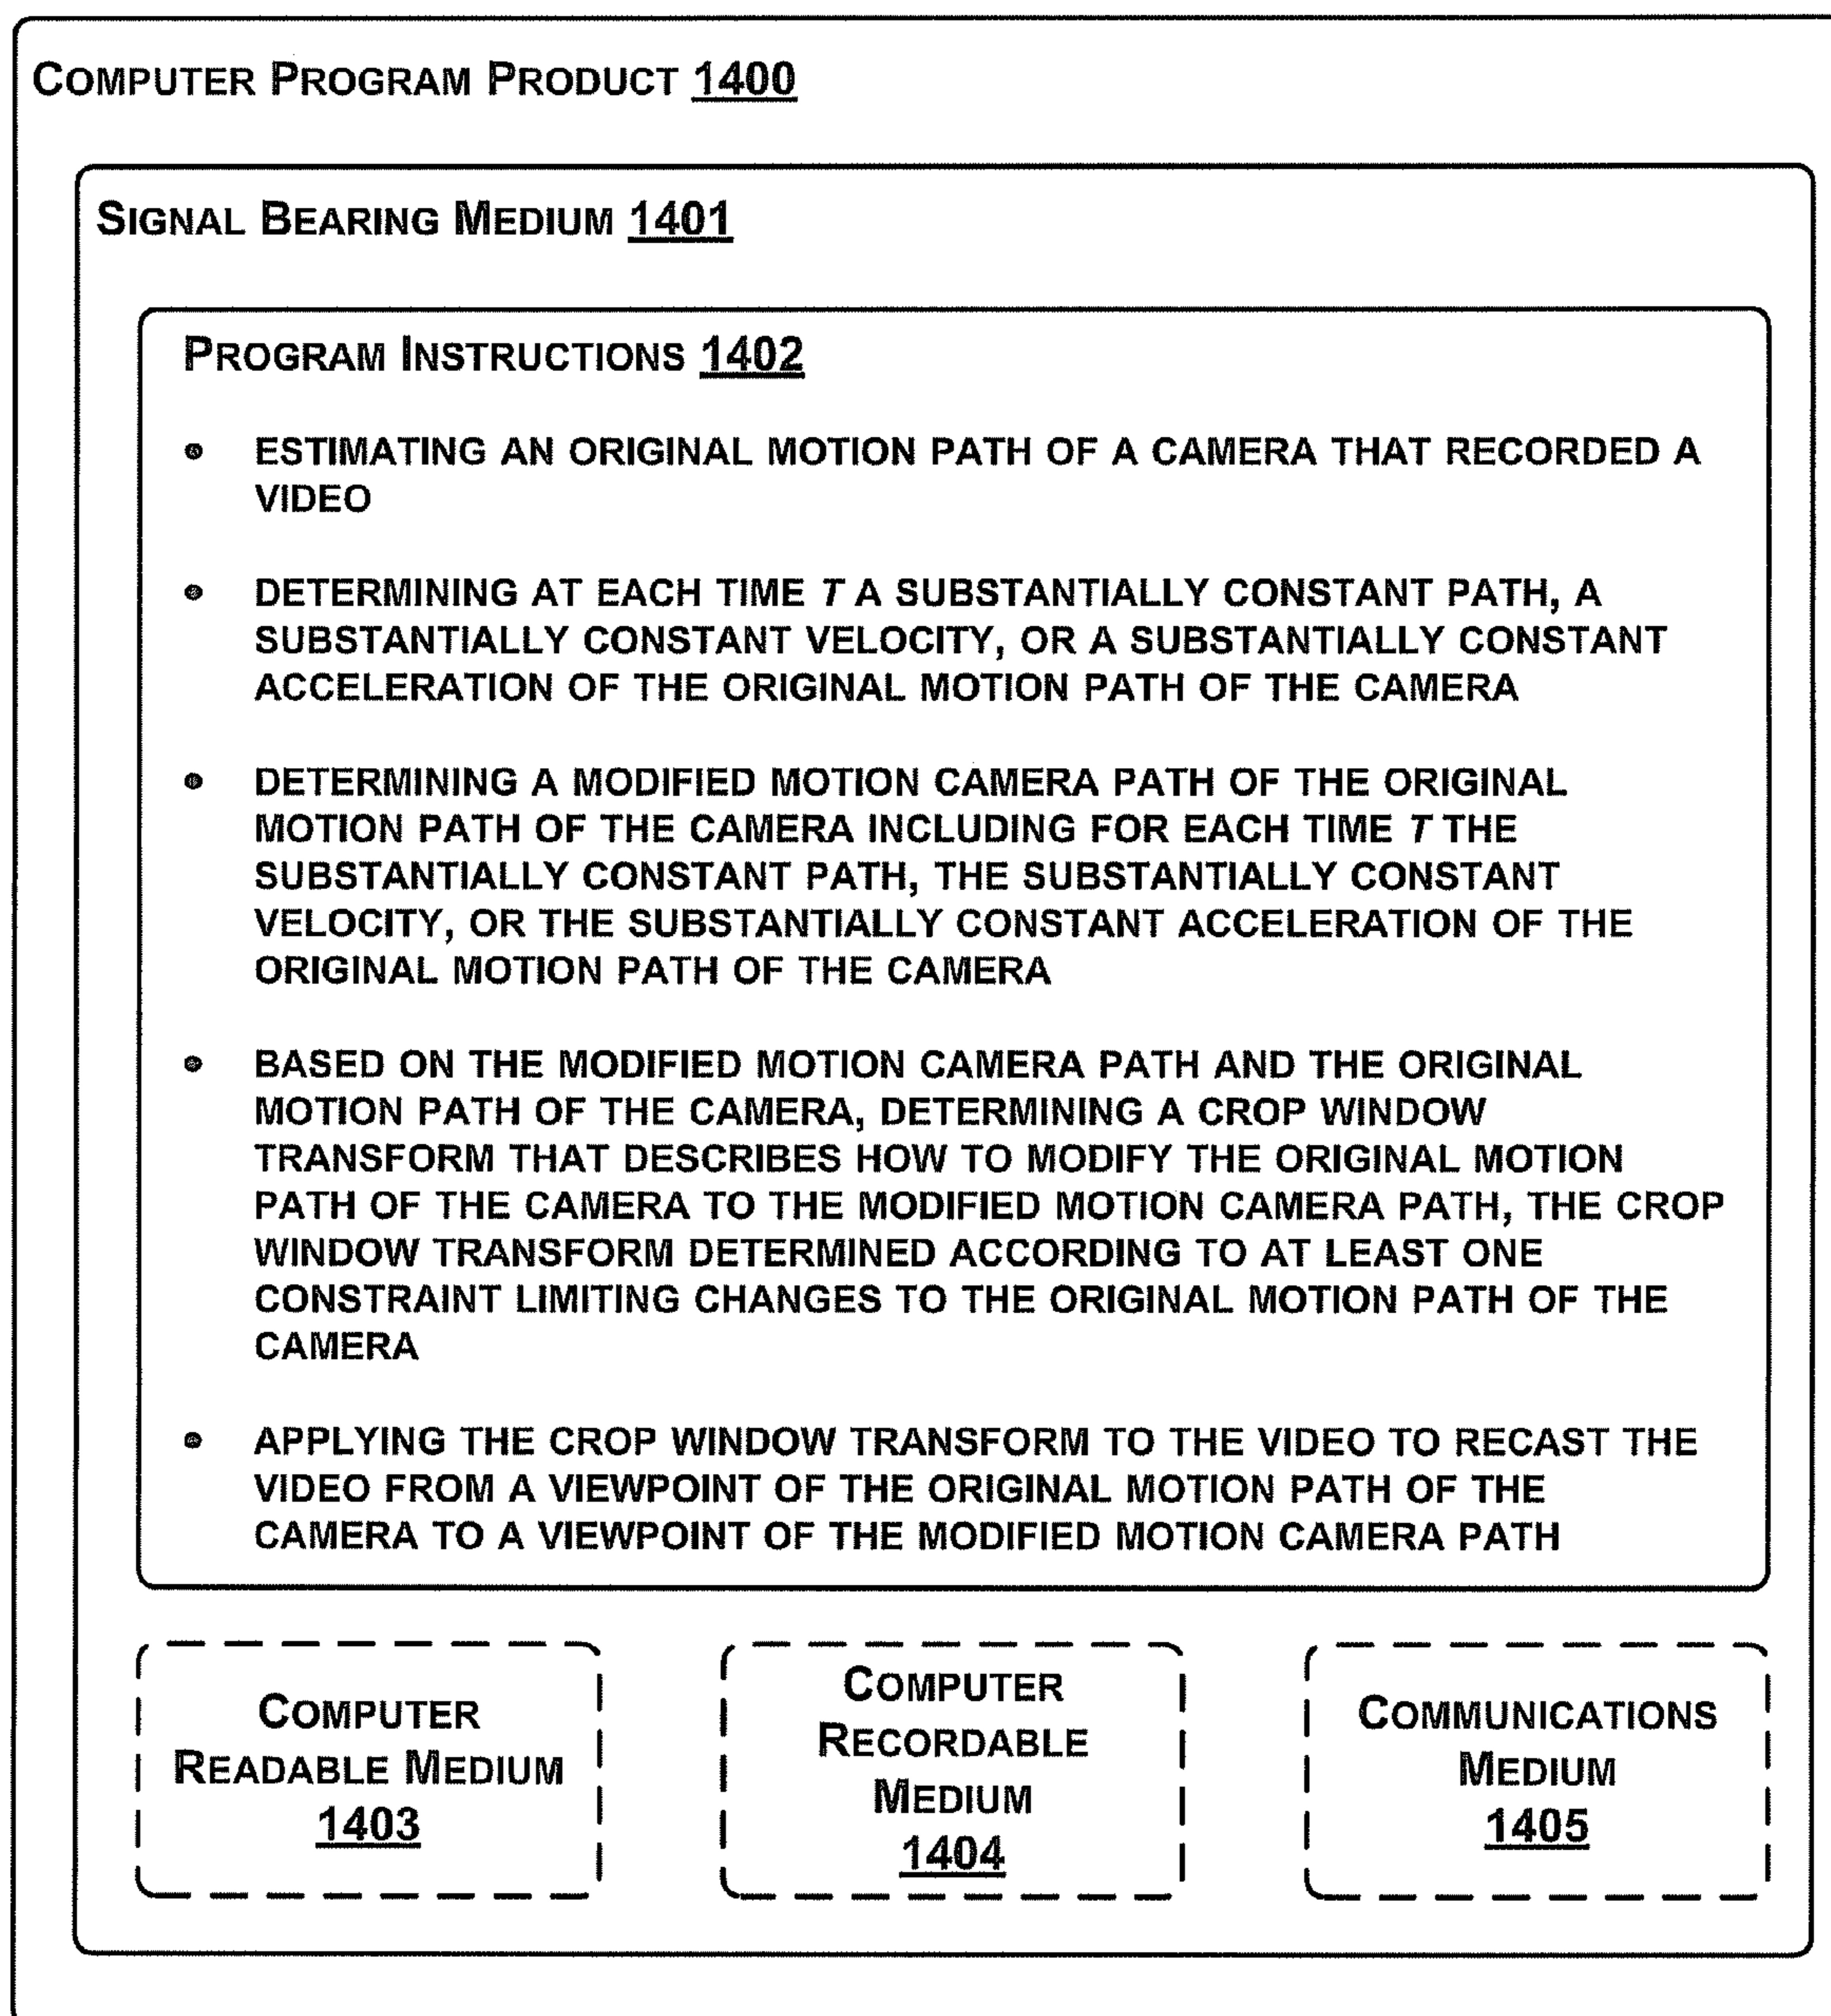 COMPUTER PROGRAM PRODUCT 1400
SIGNAL BEARING MEDIUM 1401
PROGRAM INSTRUCTIONS 1402
• ESTIMATING AN ORIGINAL MOTION PATH OF A CAMERA THAT RECORDED A
VIDEO
• DETERMINING AT EACH TIME T A SUBSTANTIALLY CONSTANT PATH, A
SUBSTANTIALLY CONSTANT VELOCITY, OR A SUBSTANTIALLY CONSTANT
ACCELERATION OF THE ORIGINAL MOTION PATH OF THE CAMERA
• DETERMINING A MODIFIED MOTION CAMERA PATH OF THE ORIGINAL
MOTION PATH OF THE CAMERA INCLUDING FOR EACH TIME T THE
SUBSTANTIALLY CONSTANT PATH, THE SUBSTANTIALLY CONSTANT
VELOCITY, OR THE SUBSTANTIALLY CONSTANT ACCELERATION OF THE
ORIGINAL MOTION PATH OF THE CAMERA
• BASED ON THE MODIFIED MOTION CAMERA PATH AND THE ORIGINAL
MOTION PATH OF THE CAMERA, DETERMINING A CROP WINDOW
TRANSFORM THAT DESCRIBES HOW TO MODIFY THE ORIGINAL MOTION
PATH OF THE CAMERA TO THE MODIFIED MOTION CAMERA PATH, THE CROP
WINDOW TRANSFORM DETERMINED ACCORDING TO AT LEAST ONE
CONSTRAINT LIMITING CHANGES TO THE ORIGINAL MOTION PATH OF THE
CAMERA
• APPLYING THE CROP WINDOW TRANSFORM TO THE VIDEO TO RECAST THE
VIDEO FROM A VIEWPOINT OF THE ORIGINAL MOTION PATH OF THE
CAMERA TO A VIEWPOINT OF THE MODIFIED MOTION CAMERA PATH
COMPUTER
READABLE MEDIUM
1403
COMPUTER
RECORDABLE
MEDIUM
1404
COMMUNICATIONS
MEDIUM
1405